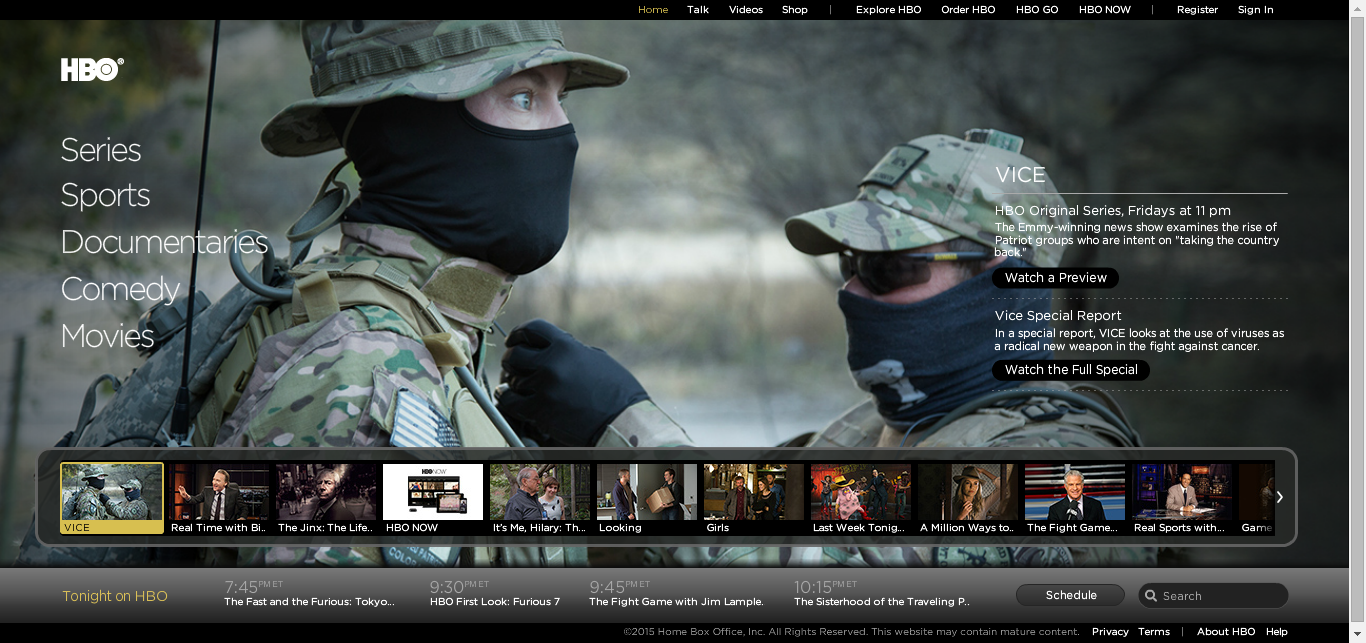 Home Talk Videos Shop | Explore HBO Order HBO HBO GO HBO NOW | Register Sign In
HBO®
Series
Sports
Documentaries
Comedy
Movies
VICE
HBO Original Series, Fridays at 11 pm
The Emmy-winning news show examines the rise of
Patriot groups who are intent on "taking the country
back."
Watch a Preview
Vice Special Report
In a special report, VICE looks at the use of viruses as
a radical new weapon in the fight against cancer.
Watch the Full Special
HBONOW
VICE Real Time with Bi.. The Jinx: The Life.. HBO NOW It's Me, Hilary: Th... Looking Girls Last Week Tonig... A Million Ways to.. The Fight Game... Real Sports with... Game
Tonight on HBO
7:45PM ET 9:30PM ET 9:45PM ET 10:15PM ET
The Fast and the Furious: Tokyo... HBO First Look: Furious 7 The Fight Game with Jim Lample. The Sisterhood of the Traveling P..
Schedule Search
©2015 Home Box Office, Inc. All Rights Reserved. This website may contain mature content. Privacy Terms | About HBO Help